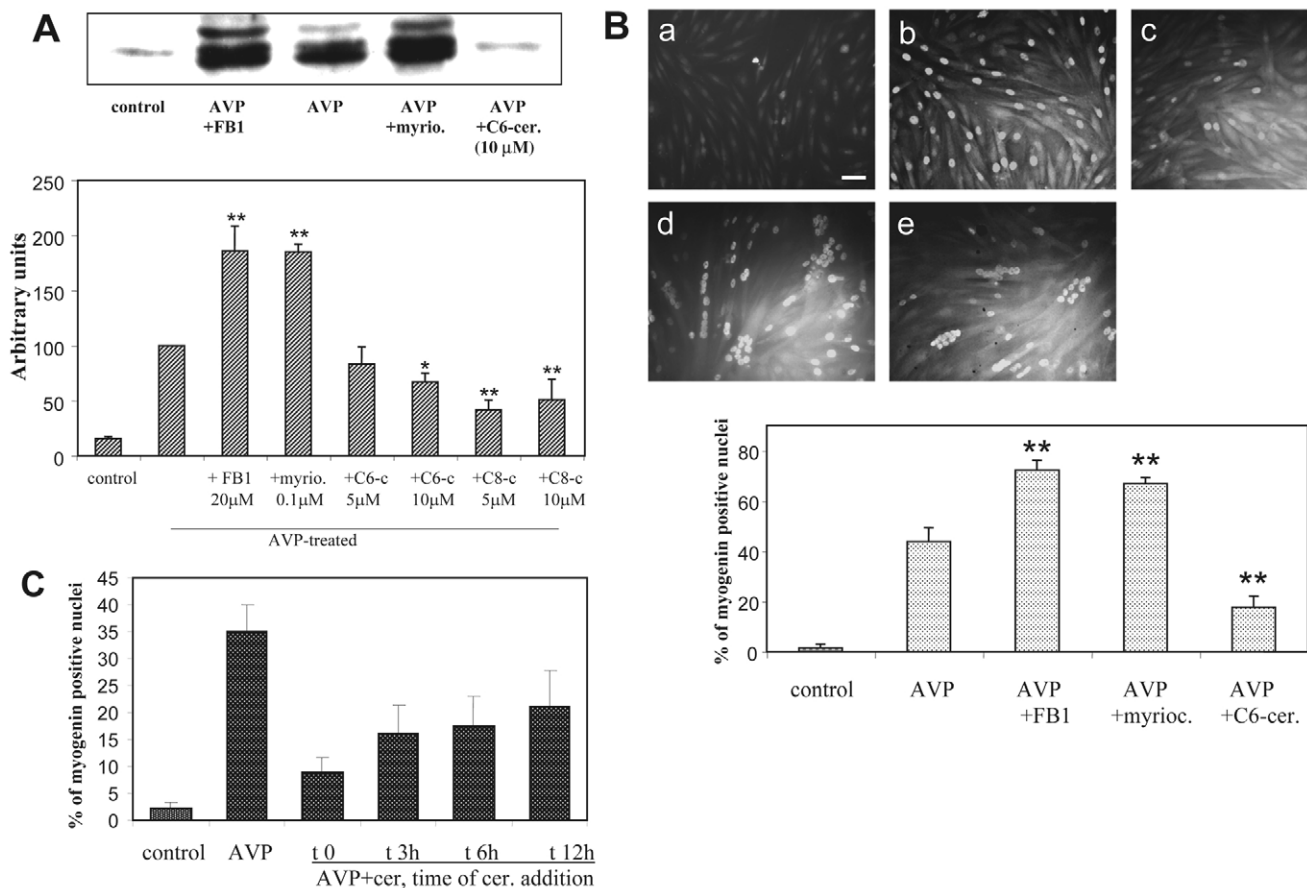 A
control AVP AVP AVP AVP
+FB1 +myrio. +C6-cer.
(10 μM)
250
200
150
100
50
0
Arbitrary units
** ** * ** **
control + FB1 +myrio. +C6-c +C6-c +C8-c +C8-c
20μM 0.1μM 5μM 10μM 5μM 10μM
AVP-treated
B
a b c
d e
80
60
40
20
0
% of myogenin positive nuclei
** ** **
control AVP AVP AVP AVP
+FB1 +myrioc. +C6-cer.
C
45
40
35
30
25
20
15
10
5
0
% of myogenin positive nuclei
control AVP t 0 t 3h t 6h t 12h
AVP+cer, time of cer. addition